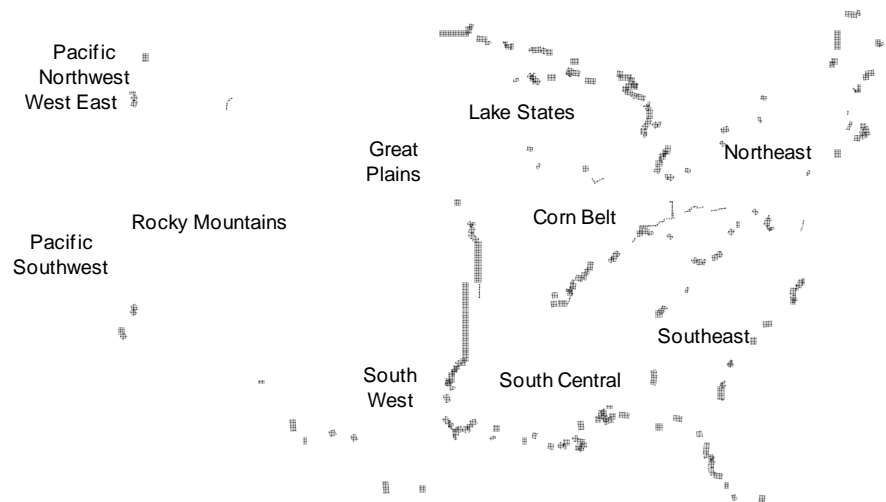 Pacific
Northwest
West East
Lake States
Great
Plains
Northeast
Rocky Mountains
Corn Belt
Pacific
Southwest
Southeast
South
West
South Central